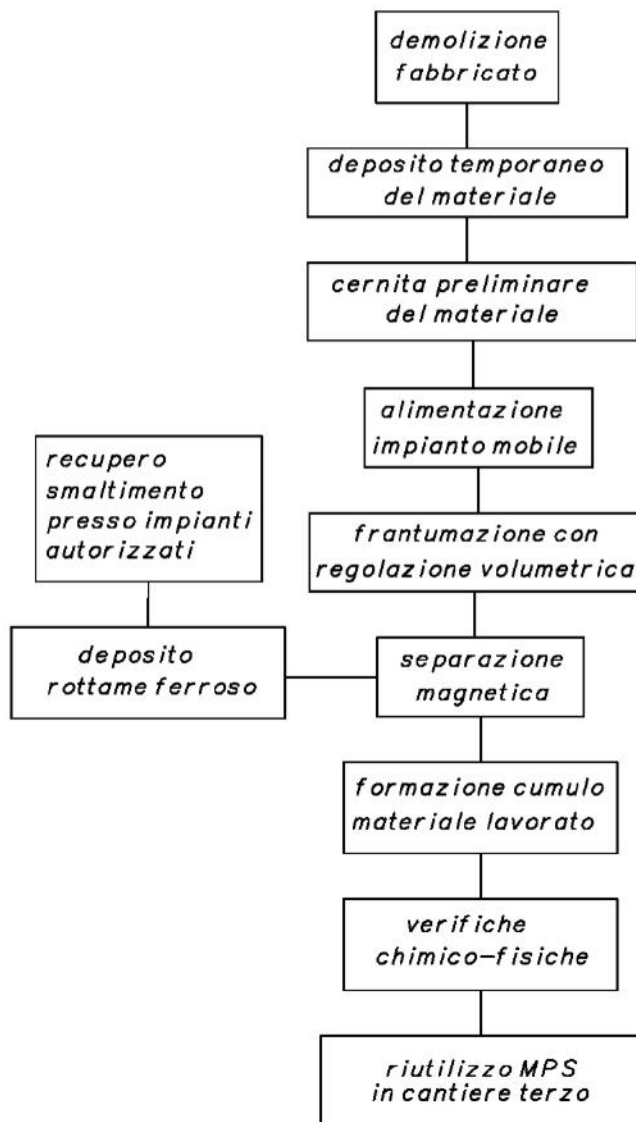 demolizione
fabbricato
deposito temporaneo
del materiale
cernita preliminare
del materiale
alimentazione
impianto mobile
recupero
smaltimento
presso impianti
autorizzati
frantumazione con
regolazione volumetrica
deposito
rottame ferroso
separazione
magnetica
formazione cumulo
materiale lavorato
verifiche
chimico-fisiche
riutilizzo MPS
in cantiere terzo